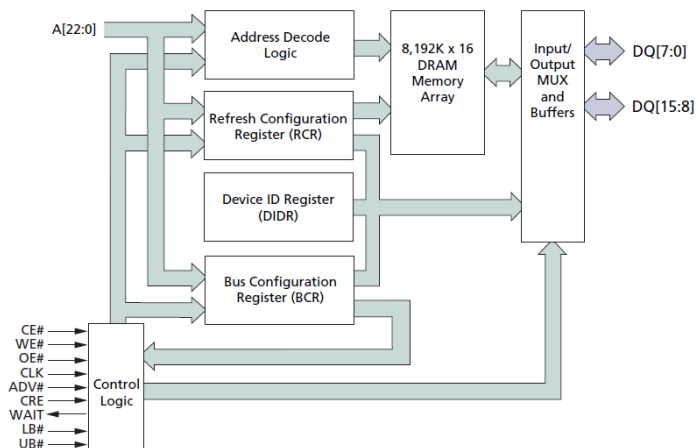 A[22:0]
Address Decode
Logic
8,192K x 16
DRAM
Memory
Array
Input/
Output
MUX
and
Buffers
DQ[7:0]
DQ[15:8]
Refresh Configuration
Register (RCR)
Device ID Register
(DIDR)
Bus Configuration
Register (BCR)
CE#
WE#
OE#
CLK
ADV#
CRE
WAIT
LB#
UB#
Control
Logic